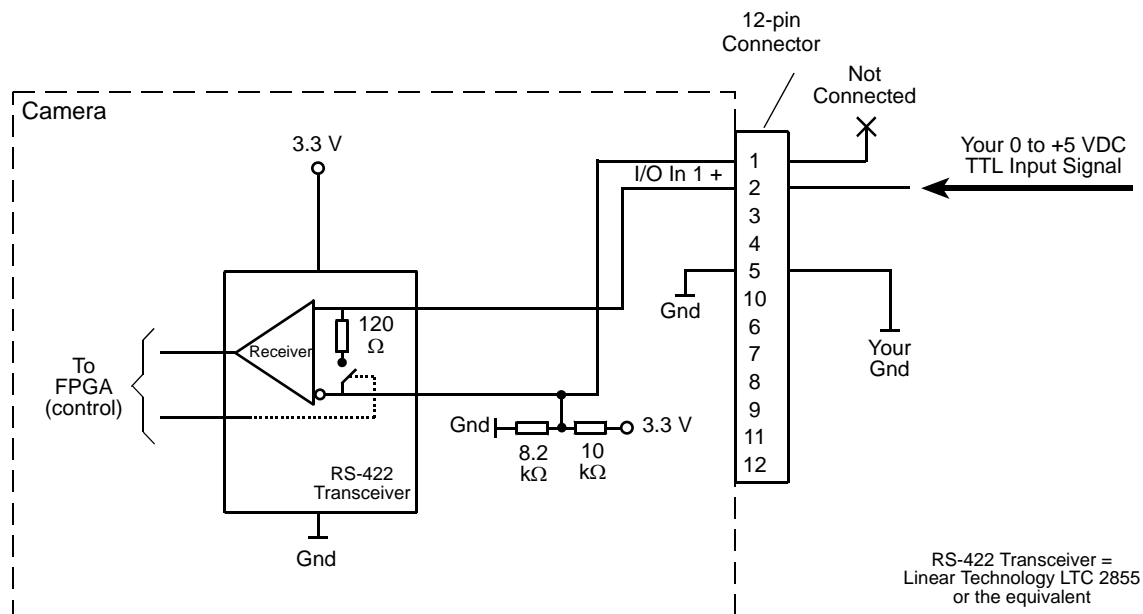 12-pin
Connector
Not
Connected
Camera
3.3 V
Your 0 to +5 VDC
TTL Input Signal
I/O In 1 +
1
2
3
4
5
10
6
7
8
9
11
12
Gnd
Your
Gnd
Receiver
120
Ω
To
FPGA
(control)
Gnd
3.3 V
8.2
kΩ
10
kΩ
RS-422
Transceiver
Gnd
RS-422 Transceiver =
Linear Technology LTC 2855
or the equivalent